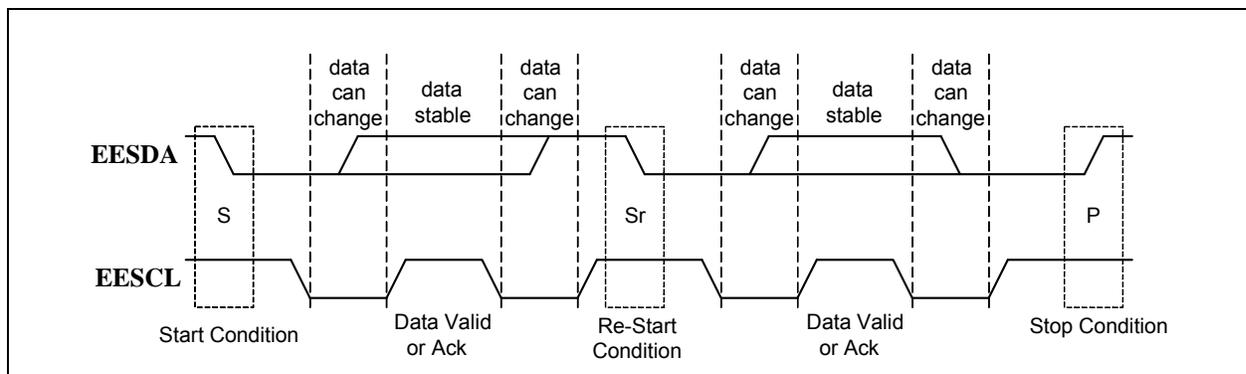 data
can
change
data
stable
data
can
change
data
can
change
data
stable
data
can
change
EESDA
S
Sr
P
EESCL
Start Condition
Data Valid
or Ack
Re-Start
Condition
Data Valid
or Ack
Stop Condition